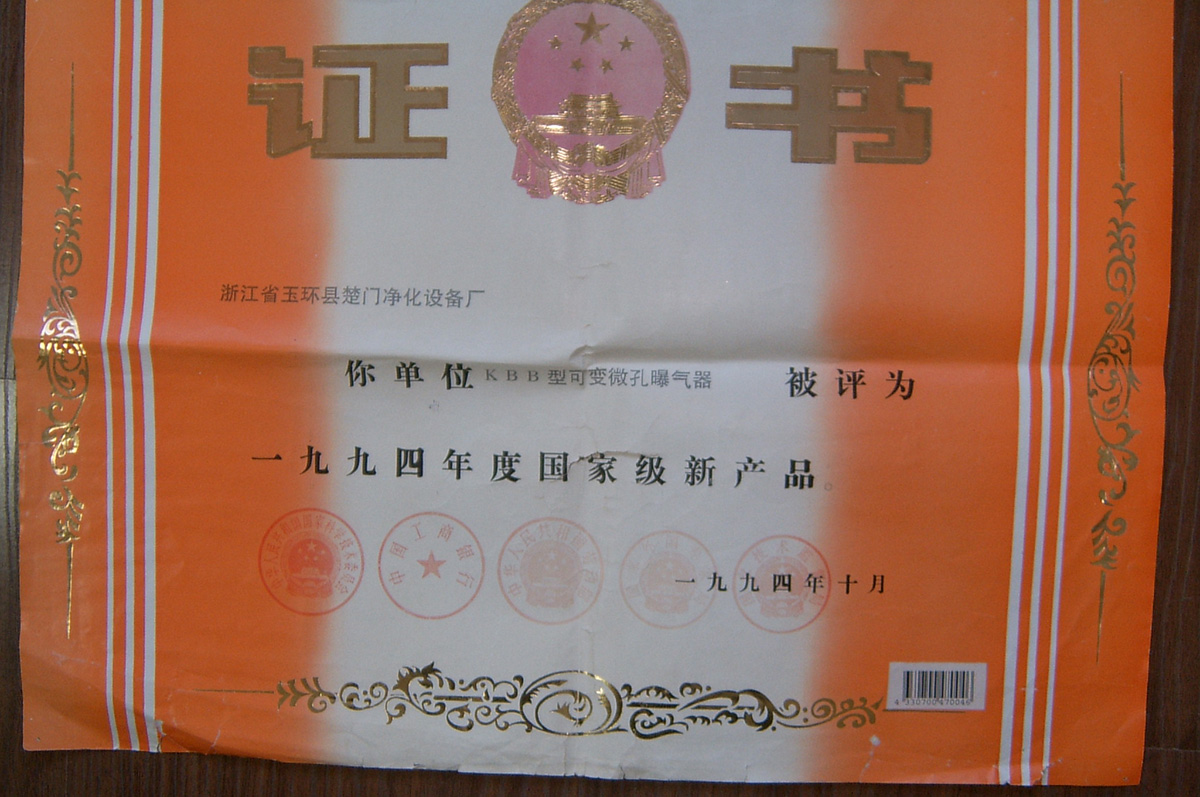 证书
浙江省玉环县楚门净化设备厂
你单位KBB型可变微孔曝气器 被评为
一九九四年度国家级新产品。
中国工商银行
一九九四年十月
4 330700 470046